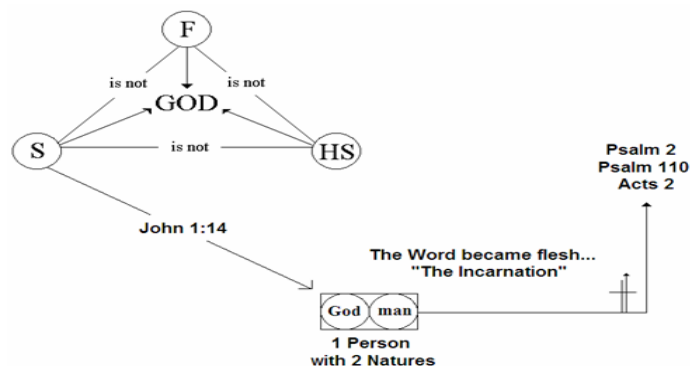 F
is not
is not
GOD
S
is not
HS
Psalm 2
Psalm 110
Acts 2
John 1:14
The Word became flesh...
"The Incarnation"
God
man
1 Person
with 2 Natures